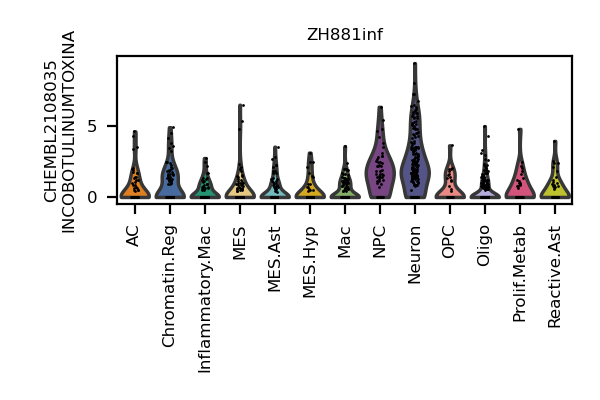 ZH881inf
CHEMBL2108035
INCOBOTULINUMTOXINA
5
0
AC
Chromatin.Reg
Inflammatory.Mac
MES
MES.Ast
MES.Hyp
Mac
NPC
Neuron
OPC
Oligo
Prolif.Metab
Reactive.Ast